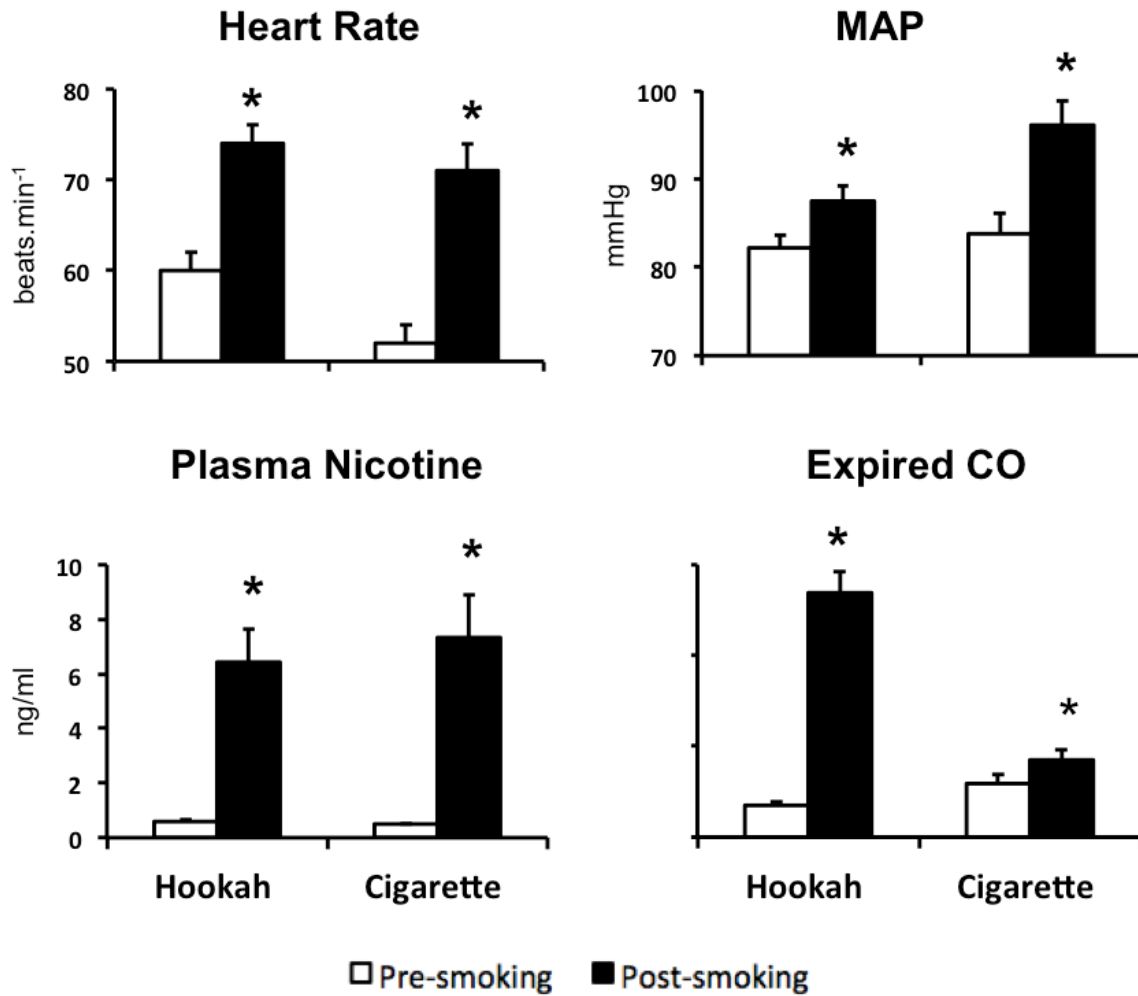 Heart Rate
80
70
60
50
beats.min⁻¹
*
*
MAP
100
90
80
70
mmHg
*
*
Plasma Nicotine
10
8
6
4
2
0
ng/ml
*
*
Hookah
Cigarette
Expired CO
*
*
Hookah
Cigarette
Pre-smoking
Post-smoking